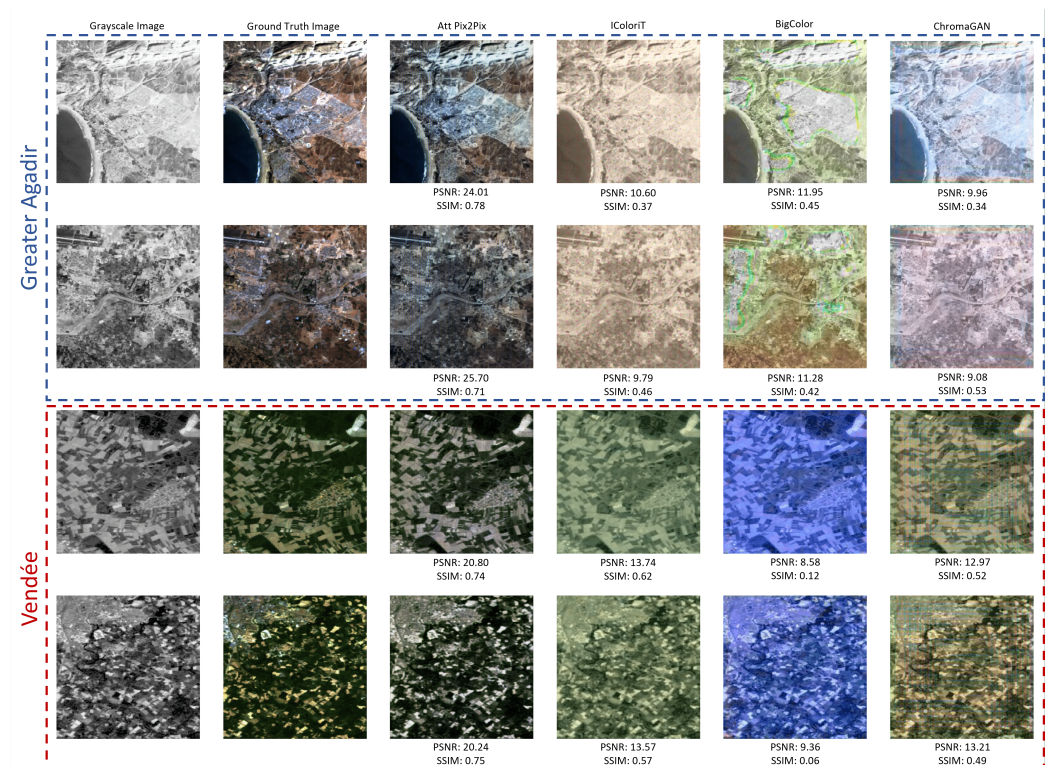 Grayscale Image
Ground Truth Image
Att Pix2Pix
IColoriT
BigColor
ChromaGAN
Greater Agadir
PSNR: 24.01
SSIM: 0.78
PSNR: 10.60
SSIM: 0.37
PSNR: 11.95
SSIM: 0.45
PSNR: 9.96
SSIM: 0.34
PSNR: 25.70
SSIM: 0.71
PSNR: 9.79
SSIM: 0.46
PSNR: 11.28
SSIM: 0.42
PSNR: 9.08
SSIM: 0.53
Vendée
PSNR: 20.80
SSIM: 0.74
PSNR: 13.74
SSIM: 0.62
PSNR: 8.58
SSIM: 0.12
PSNR: 12.97
SSIM: 0.52
PSNR: 20.24
SSIM: 0.75
PSNR: 13.57
SSIM: 0.57
PSNR: 9.36
SSIM: 0.06
PSNR: 13.21
SSIM: 0.49